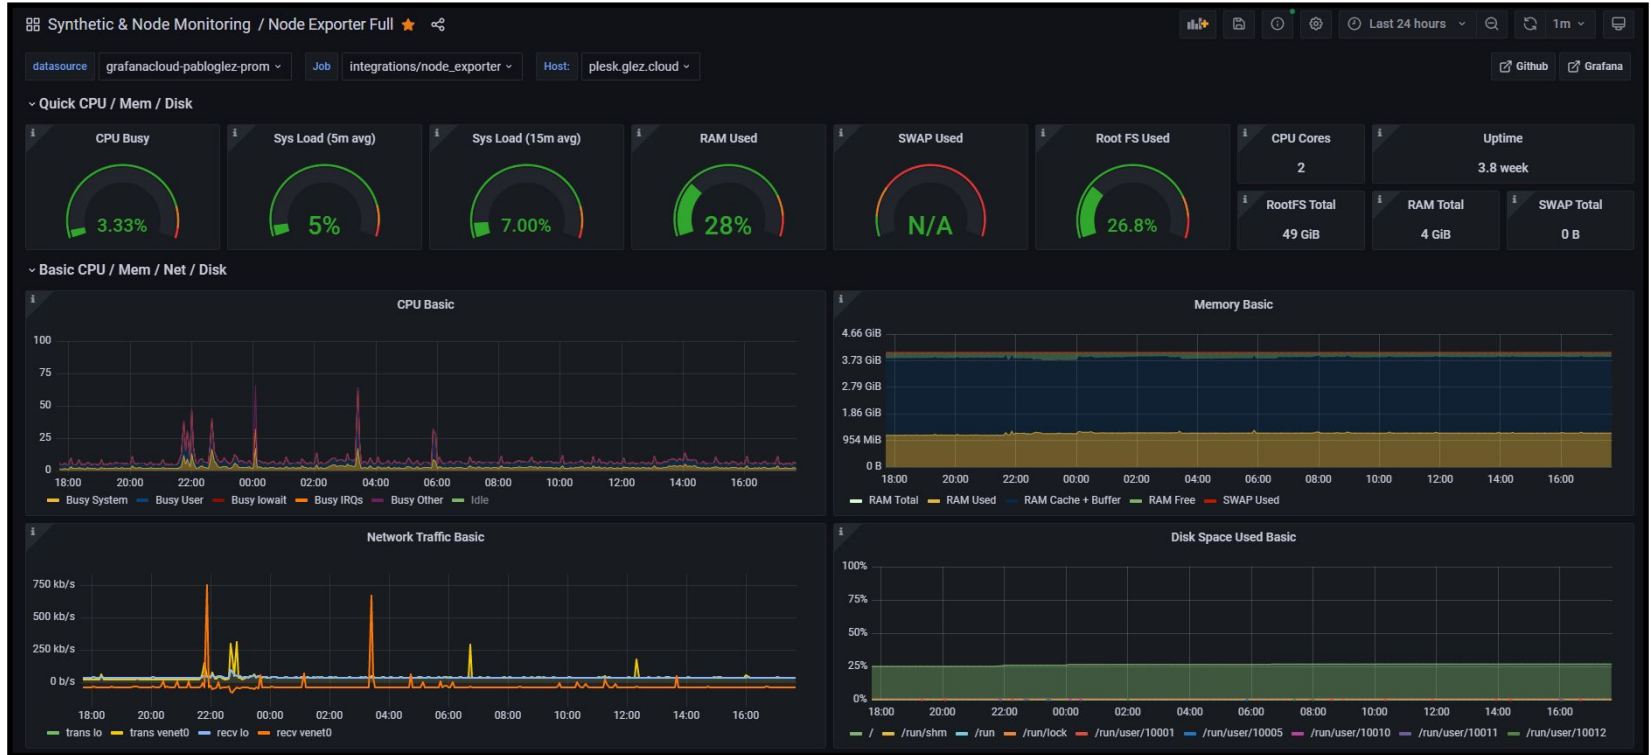 Synthetic & Node Monitoring / Node Exporter Full
Last 24 hours
1m
datasource grafanacloud-pabloglez-prom Job integrations/node_exporter Host: plesk.glez.cloud Github Grafana
Quick CPU / Mem / Disk
CPU Busy
3.33%
Sys Load (5m avg)
5%
Sys Load (15m avg)
7.00%
RAM Used
28%
SWAP Used
N/A
Root FS Used
26.8%
CPU Cores
2
Uptime
3.8 week
RootFS Total
49 GiB
RAM Total
4 GiB
SWAP Total
0 B
Basic CPU / Mem / Net / Disk
CPU Basic
100
75
50
25
0
18:00 20:00 22:00 00:00 02:00 04:00 06:00 08:00 10:00 12:00 14:00 16:00
Busy System Busy User Busy Iowait Busy IRQs Busy Other Idle
Memory Basic
4.66 GiB
3.73 GiB
2.79 GiB
1.86 GiB
954 MiB
0 B
18:00 20:00 22:00 00:00 02:00 04:00 06:00 08:00 10:00 12:00 14:00 16:00
RAM Total RAM Used RAM Cache + Buffer RAM Free SWAP Used
Network Traffic Basic
750 kb/s
500 kb/s
250 kb/s
0 b/s
18:00 20:00 22:00 00:00 02:00 04:00 06:00 08:00 10:00 12:00 14:00 16:00
trans lo trans venet0 recv lo recv venet0
Disk Space Used Basic
100%
75%
50%
25%
0%
18:00 20:00 22:00 00:00 02:00 04:00 06:00 08:00 10:00 12:00 14:00 16:00
/ /run/shm /run /run/lock /run/user/10001 /run/user/10005 /run/user/10010 /run/user/10011 /run/user/10012